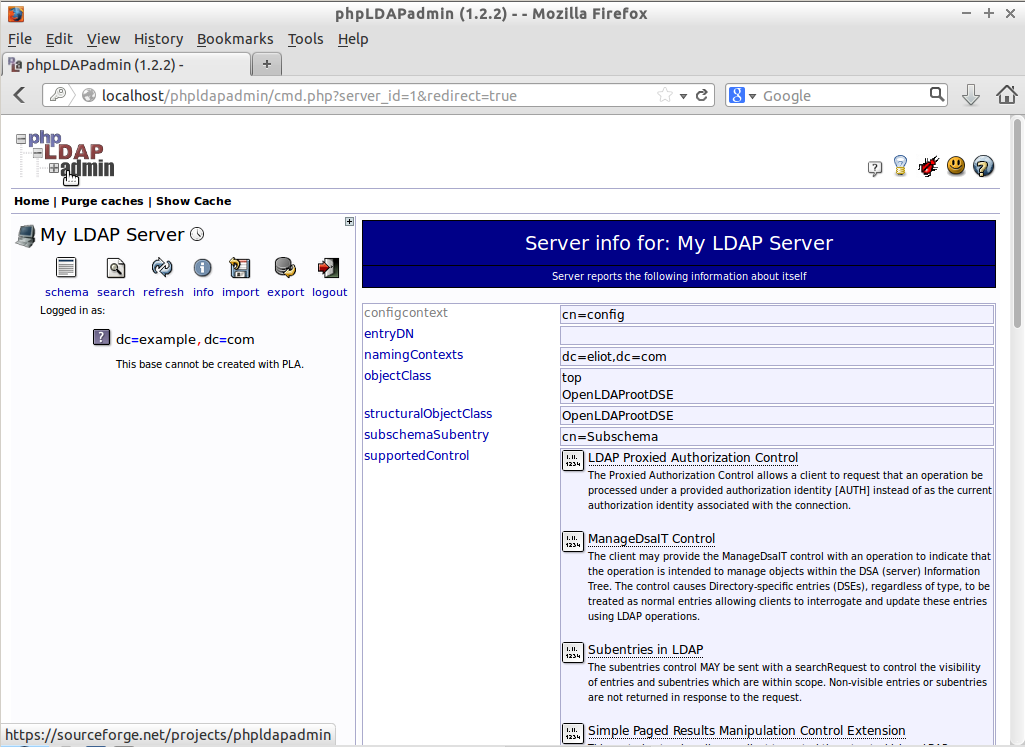 phpLDAPadmin (1.2.2) - - Mozilla Firefox
File Edit View History Bookmarks Tools Help
phpLDAPadmin (1.2.2) -
localhost/phpldapadmin/cmd.php?server_id=1&redirect=true
Google
php
LDAP
admin
Home | Purge caches | Show Cache
My LDAP Server
schema search refresh info import export logout
Logged in as:
dc=example,dc=com
This base cannot be created with PLA.
Server info for: My LDAP Server
Server reports the following information about itself
configcontext cn=config
entryDN
namingContexts dc=eliot,dc=com
objectClass top
OpenLDAProotDSE
structuralObjectClass OpenLDAProotDSE
subschemaSubentry cn=Subschema
supportedControl LDAP Proxied Authorization Control
The Proxied Authorization Control allows a client to request that an operation be
processed under a provided authorization identity [AUTH] instead of as the current
authorization identity associated with the connection.
ManageDsaIT Control
The client may provide the ManageDsaIT control with an operation to indicate that
the operation is intended to manage objects within the DSA (server) Information
Tree. The control causes Directory-specific entries (DSEs), regardless of type, to be
treated as normal entries allowing clients to interrogate and update these entries
using LDAP operations.
Subentries in LDAP
The subentries control MAY be sent with a searchRequest to control the visibility
of entries and subentries which are within scope. Non-visible entries or subentries
are not returned in response to the request.
Simple Paged Results Manipulation Control Extension
https://sourceforge.net/projects/phpldapadmin